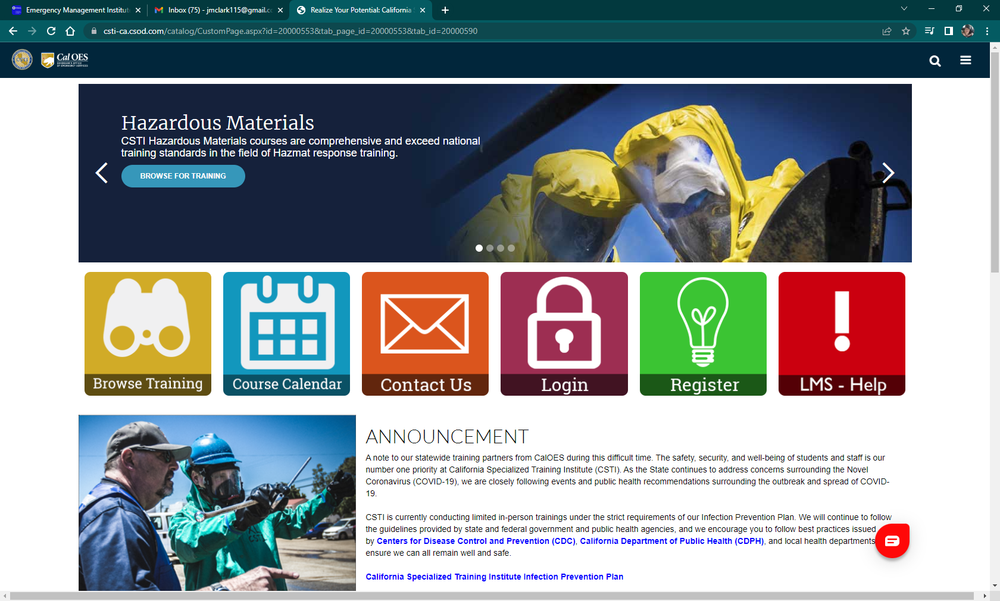 Emergency Management Institut
Inbox (75) - jmclark115@gmail.c
Realize Your Potential: California
csti-ca.csod.com/catalog/CustomPage.aspx?id=20000553&tab_page_id=20000553&tab_id=20000590
Cal OES
GOVERNOR'S OFFICE
OF EMERGENCY SERVICES
Hazardous Materials
CSTI Hazardous Materials courses are comprehensive and exceed national
training standards in the field of Hazmat response training.
BROWSE FOR TRAINING
Browse Training
Course Calendar
Contact Us
Login
Register
LMS - Help
ANNOUNCEMENT
A note to our statewide training partners from CalOES during this difficult time. The safety, security, and well-being of students and staff is our
number one priority at California Specialized Training Institute (CSTI). As the State continues to address concerns surrounding the Novel
Coronavirus (COVID-19), we are closely following events and public health recommendations surrounding the outbreak and spread of COVID-
19.
CSTI is currently conducting limited in-person trainings under the strict requirements of our Infection Prevention Plan. We will continue to follow
the guidelines provided by state and federal government and public health agencies, and we encourage you to follow best practices issued
by Centers for Disease Control and Prevention (CDC), California Department of Public Health (CDPH), and local health departments
ensure we can all remain well and safe.
California Specialized Training Institute Infection Prevention Plan